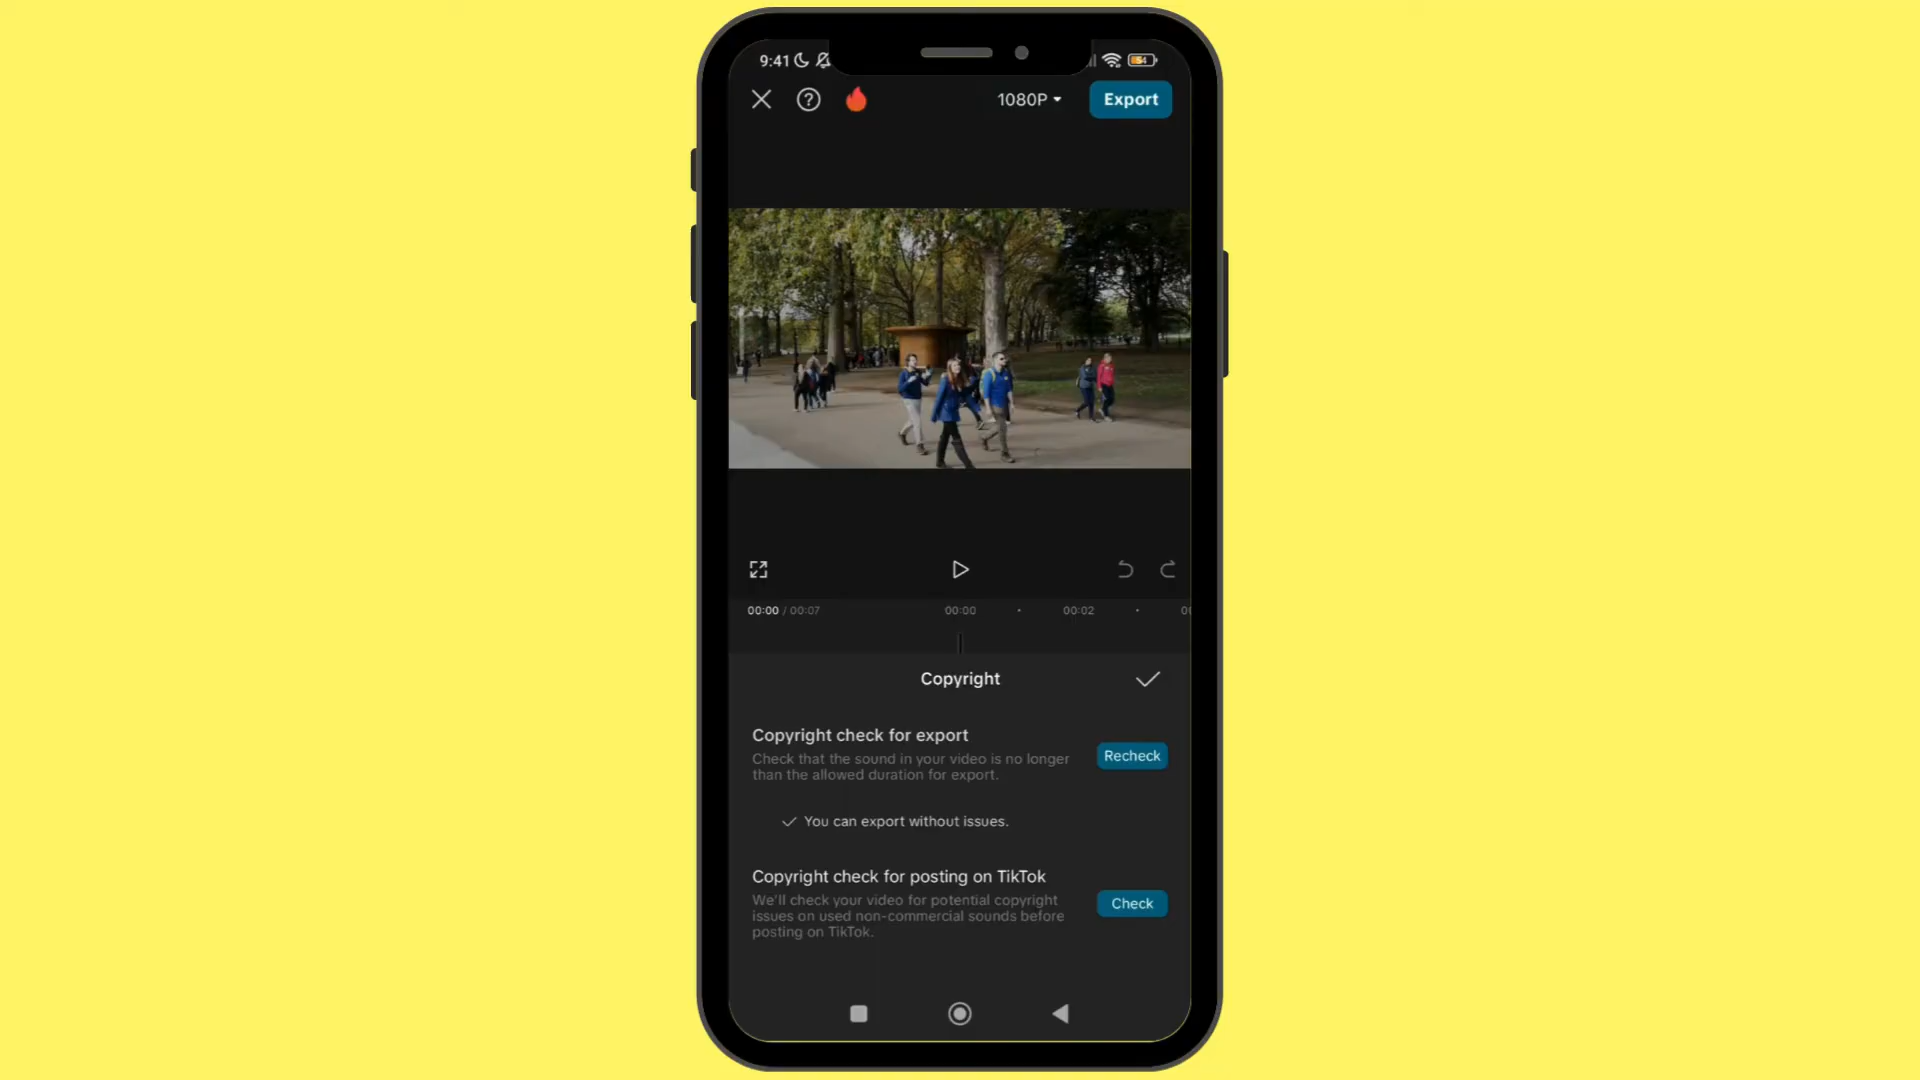 9:41 54
1080P Export
00:00 / 00:07 00:00 00:02
Copyright
Copyright check for export
Check that the sound in your video is no longer
than the allowed duration for export.
Recheck
You can export without issues.
Copyright check for posting on TikTok
We'll check your video for potential copyright
issues on used non-commercial sounds before
posting on TikTok.
Check